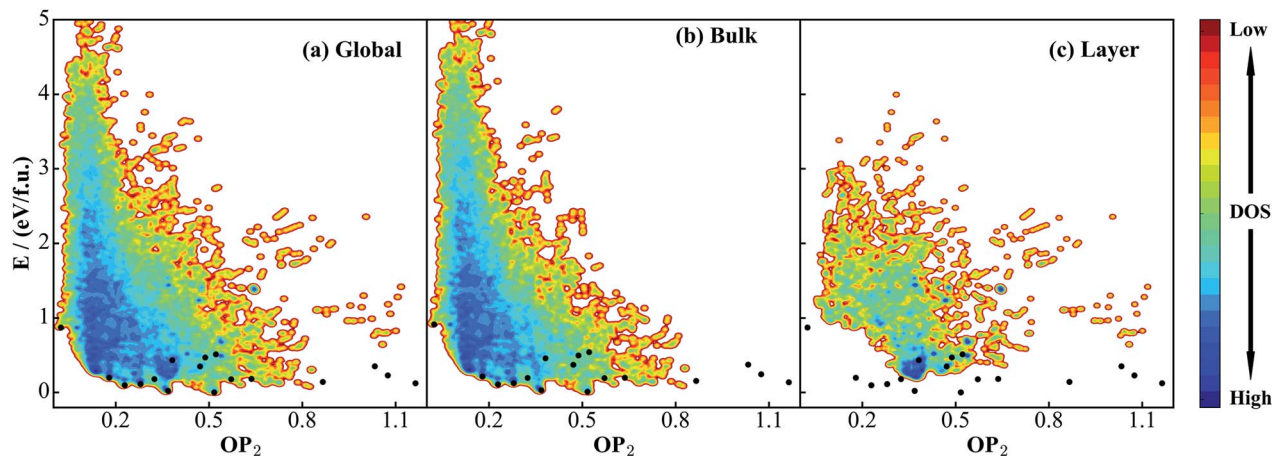 (a) Global
(b) Bulk
(c) Layer
E / (eV/f.u.)
5
4
3
2
1
0
0.2 0.5 0.8 1.1
0.2 0.5 0.8 1.1
0.2 0.5 0.8 1.1
OP₂
OP₂
OP₂
Low
DOS
High